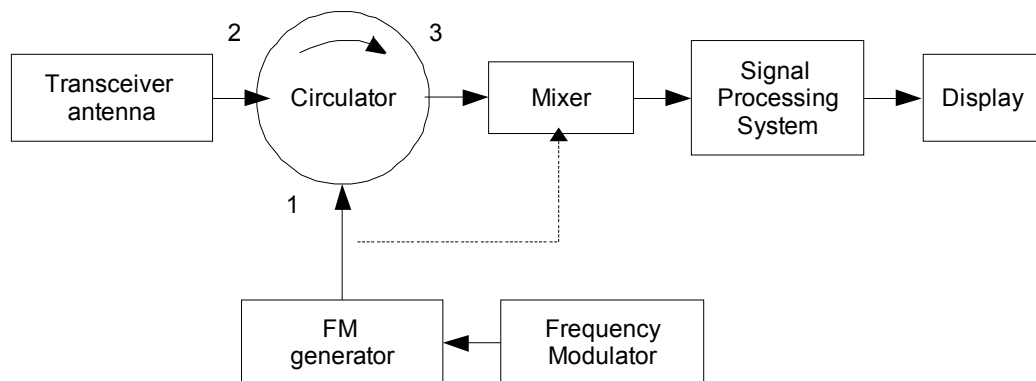 2
3
Transceiver
antenna
Circulator
Mixer
Signal
Processing
System
Display
1
FM
generator
Frequency
Modulator